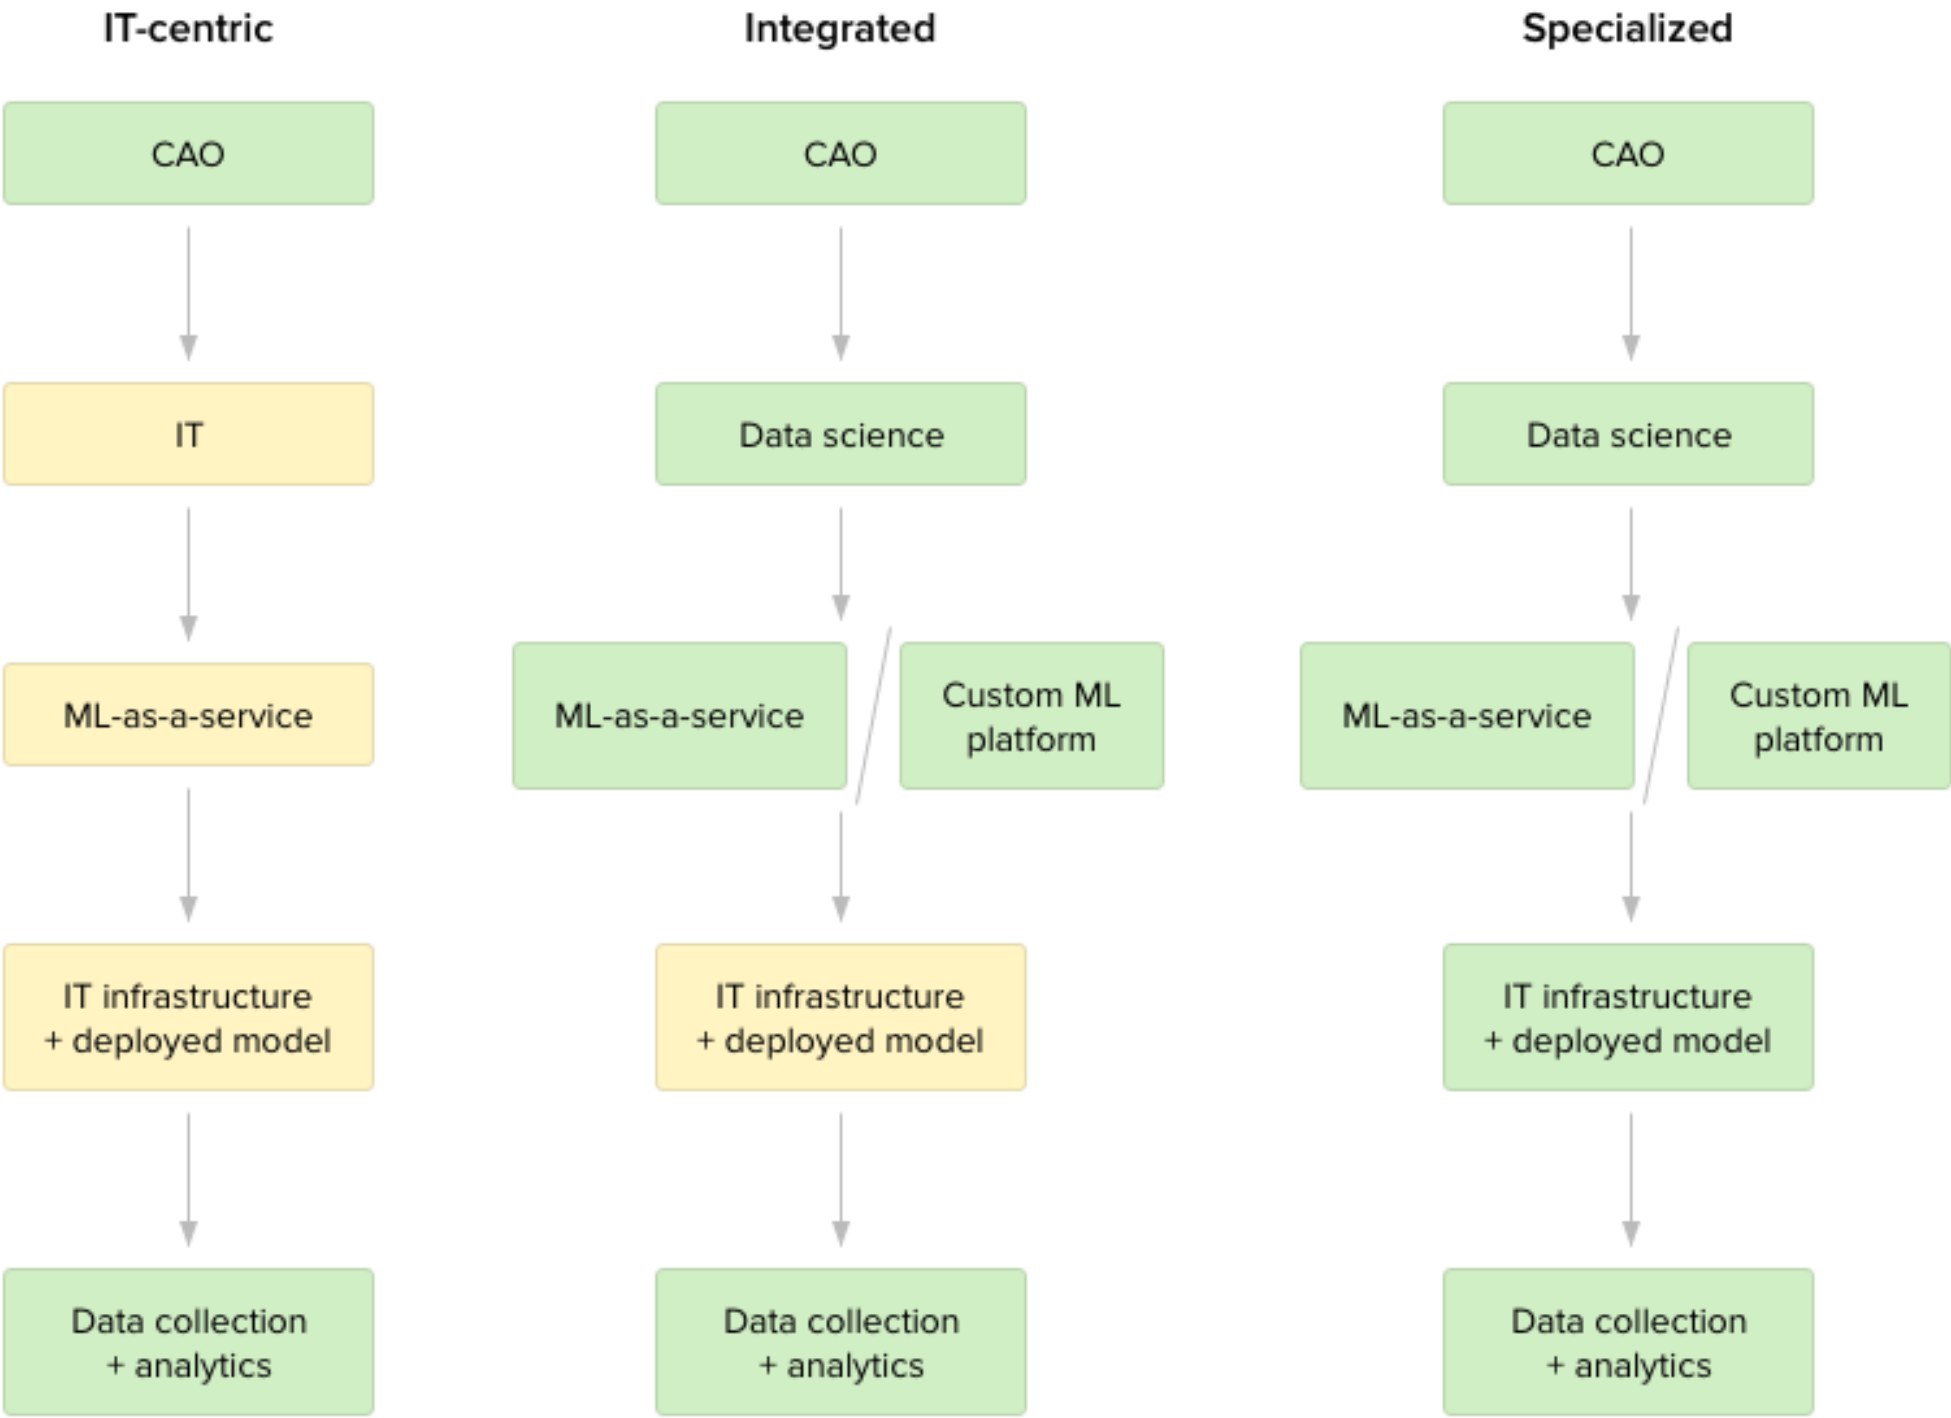 IT-centric
CAO
IT
ML-as-a-service
IT infrastructure
+ deployed model
Data collection
+ analytics
Integrated
CAO
Data science
ML-as-a-service
Custom ML
platform
IT infrastructure
+ deployed model
Data collection
+ analytics
Specialized
CAO
Data science
ML-as-a-service
Custom ML
platform
IT infrastructure
+ deployed model
Data collection
+ analytics